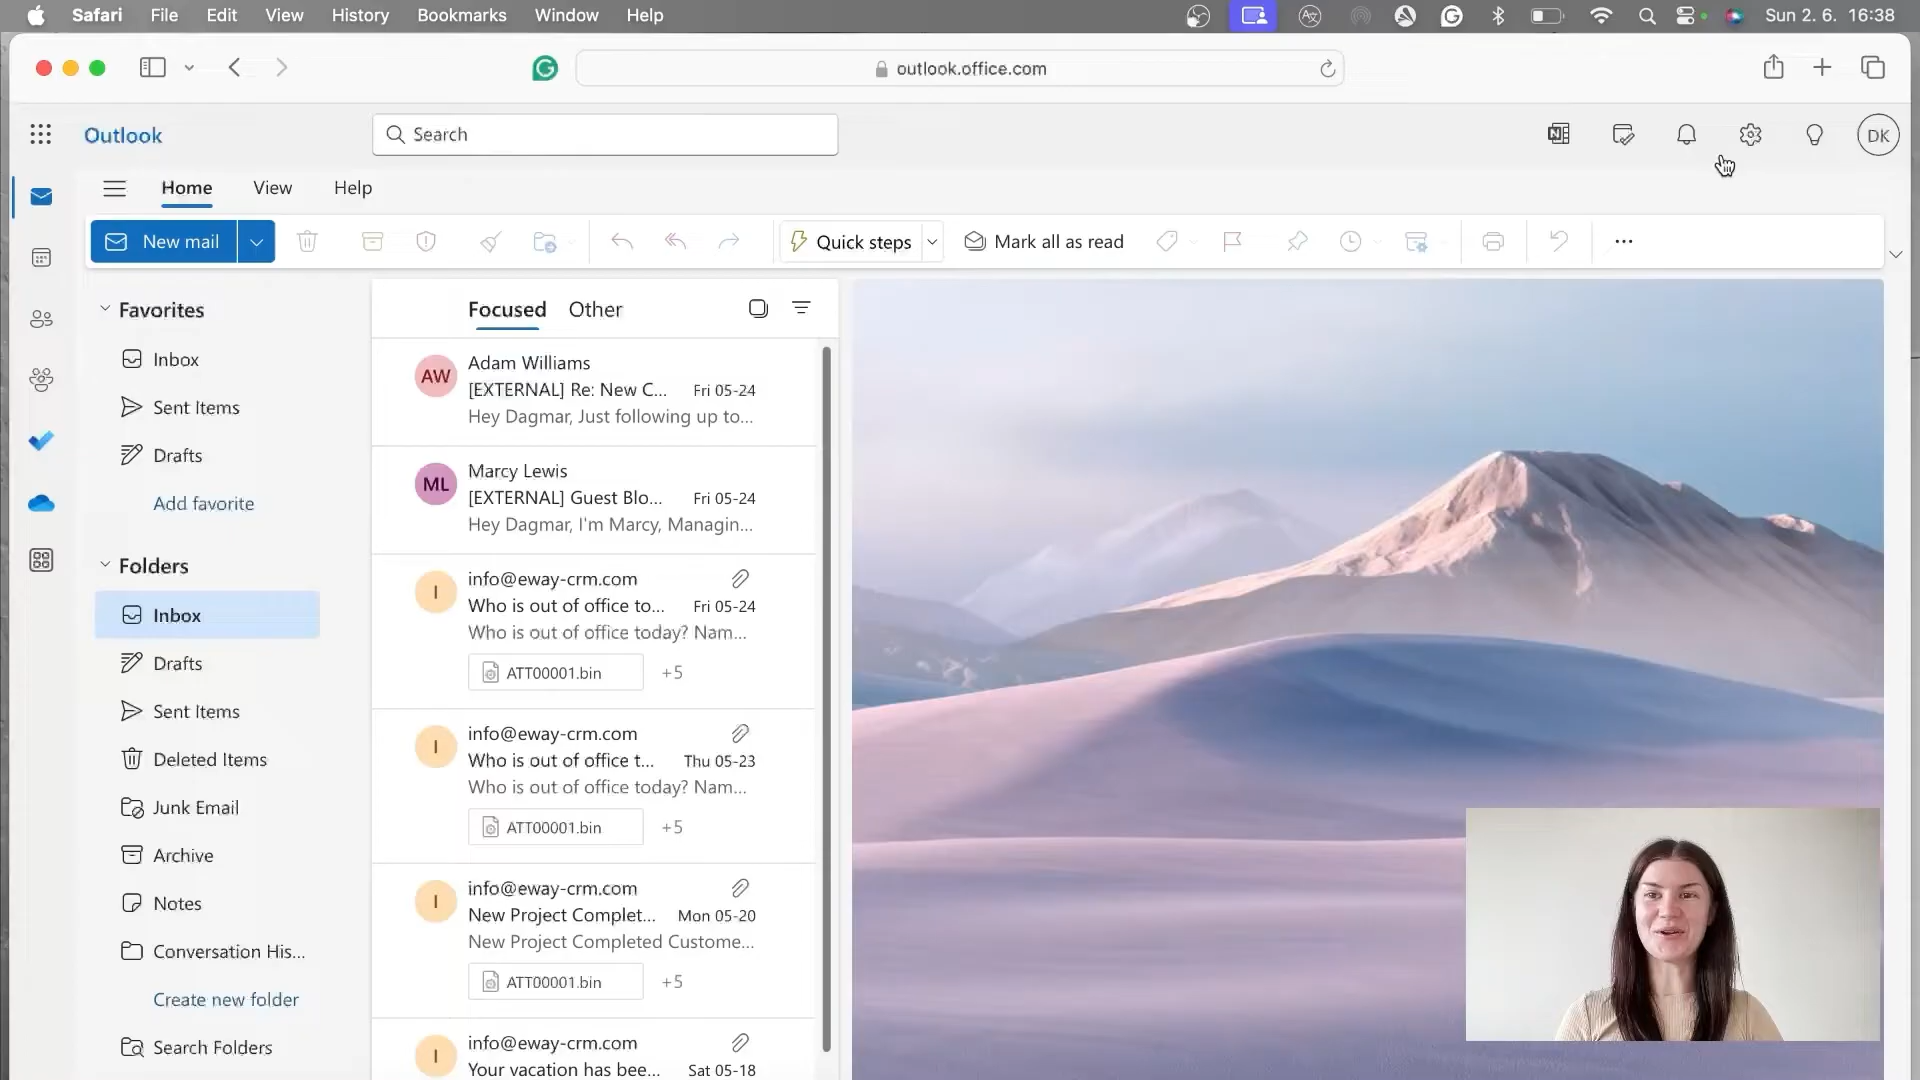 Safari File Edit View History Bookmarks Window Help
Sun 2. 6. 16:38
outlook.office.com
Outlook
Search
DK
Home View Help
New mail
Quick steps
Mark all as read
Favorites
Inbox
Sent Items
Drafts
Add favorite
Folders
Inbox
Drafts
Sent Items
Deleted Items
Junk Email
Archive
Notes
Conversation His...
Create new folder
Search Folders
Focused Other
AW
Adam Williams
[EXTERNAL] Re: New C... Fri 05-24
Hey Dagmar, Just following up to...
ML
Marcy Lewis
[EXTERNAL] Guest Blo... Fri 05-24
Hey Dagmar, I'm Marcy, Managin...
I
info@eway-crm.com
Who is out of office to... Fri 05-24
Who is out of office today? Nam...
ATT00001.bin +5
I
info@eway-crm.com
Who is out of office t... Thu 05-23
Who is out of office today? Nam...
ATT00001.bin +5
I
info@eway-crm.com
New Project Complet... Mon 05-20
New Project Completed Custome...
ATT00001.bin +5
I
info@eway-crm.com
Your vacation has bee... Sat 05-18